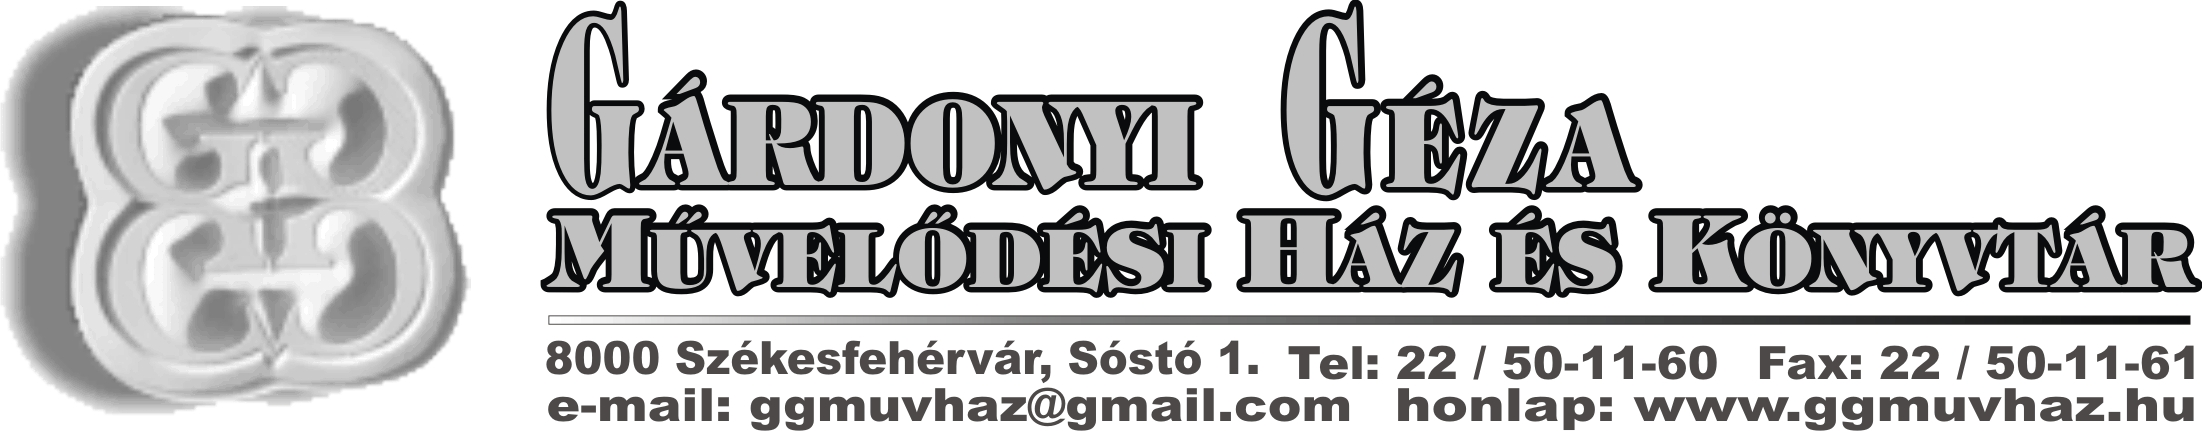 GÁRDONYI GÉZA
MŰVELŐDÉSI HÁZ ÉS KÖNYVTÁR
8000 Székesfehérvár, Sóstó 1. Tel: 22 / 50-11-60 Fax: 22 / 50-11-61
e-mail: ggmuvhaz@gmail.com honlap: www.ggmuvhaz.hu